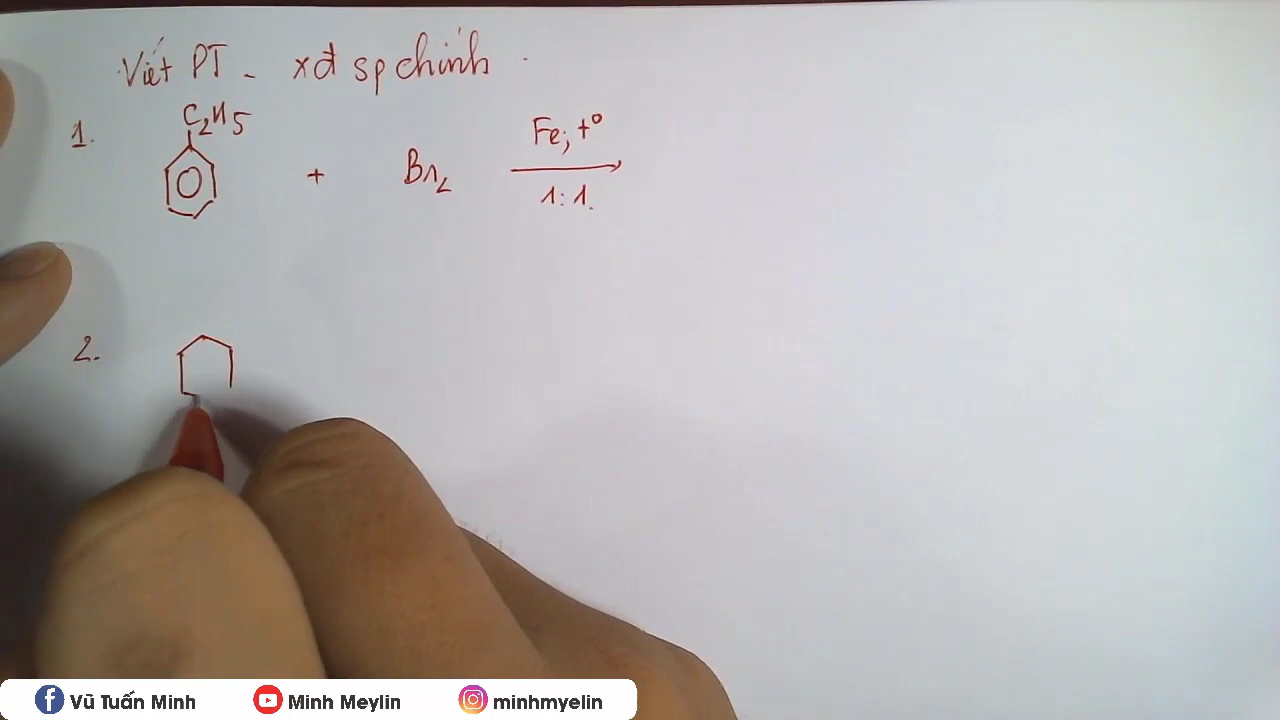 Viết PT - xđ sp chính.
1. C2H5
+ Br2 Fe; t°
1:1.
2.
Vũ Tuấn Minh Minh Meylin minhmyelin